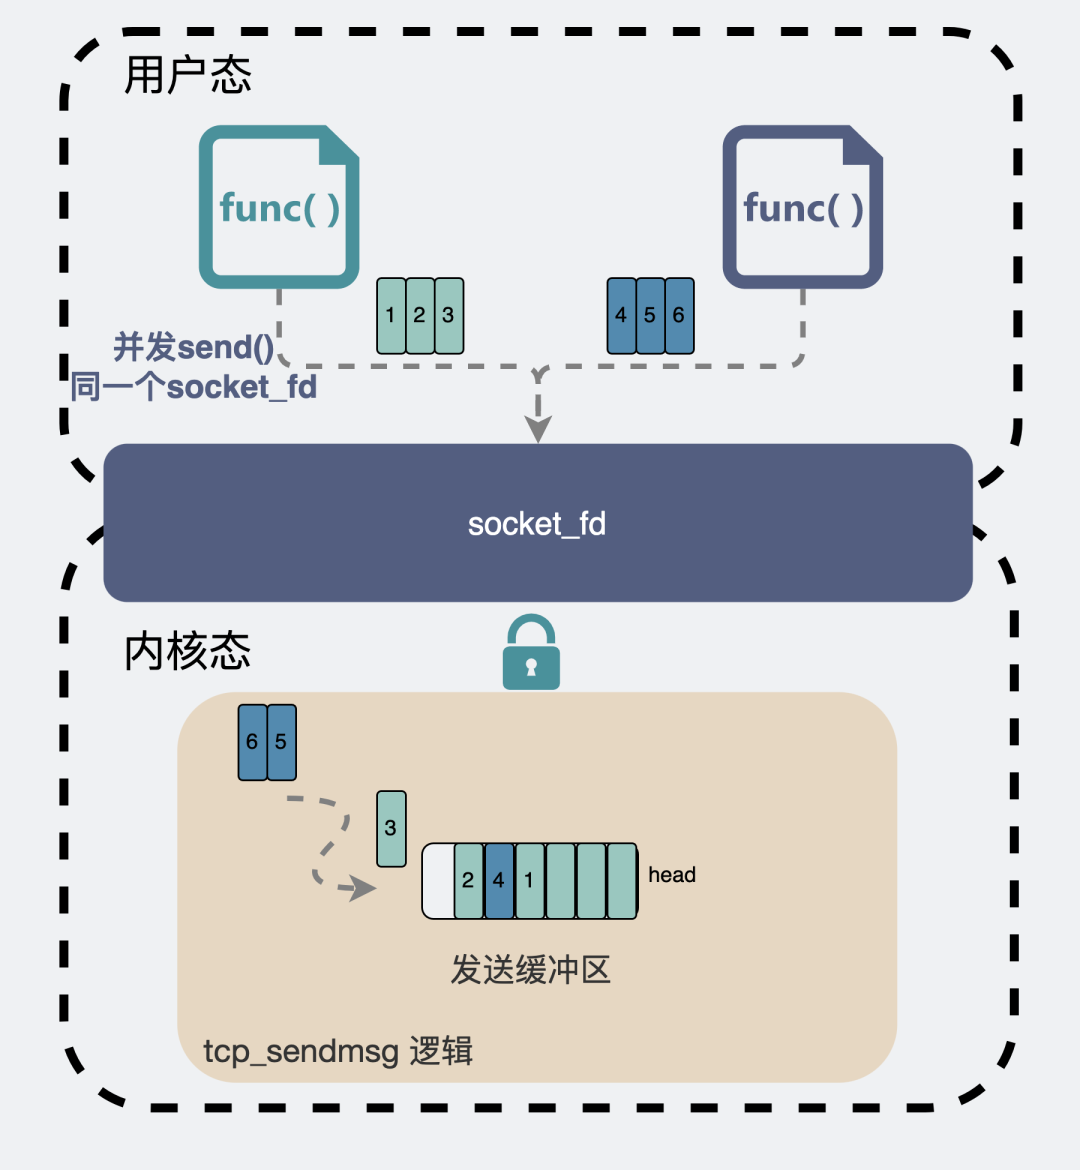 用户态
func( )
func( )
1 2 3
4 5 6
并发send()
同一个socket_fd
socket_fd
内核态
6 5
3
2 4 1
head
发送缓冲区
tcp_sendmsg 逻辑